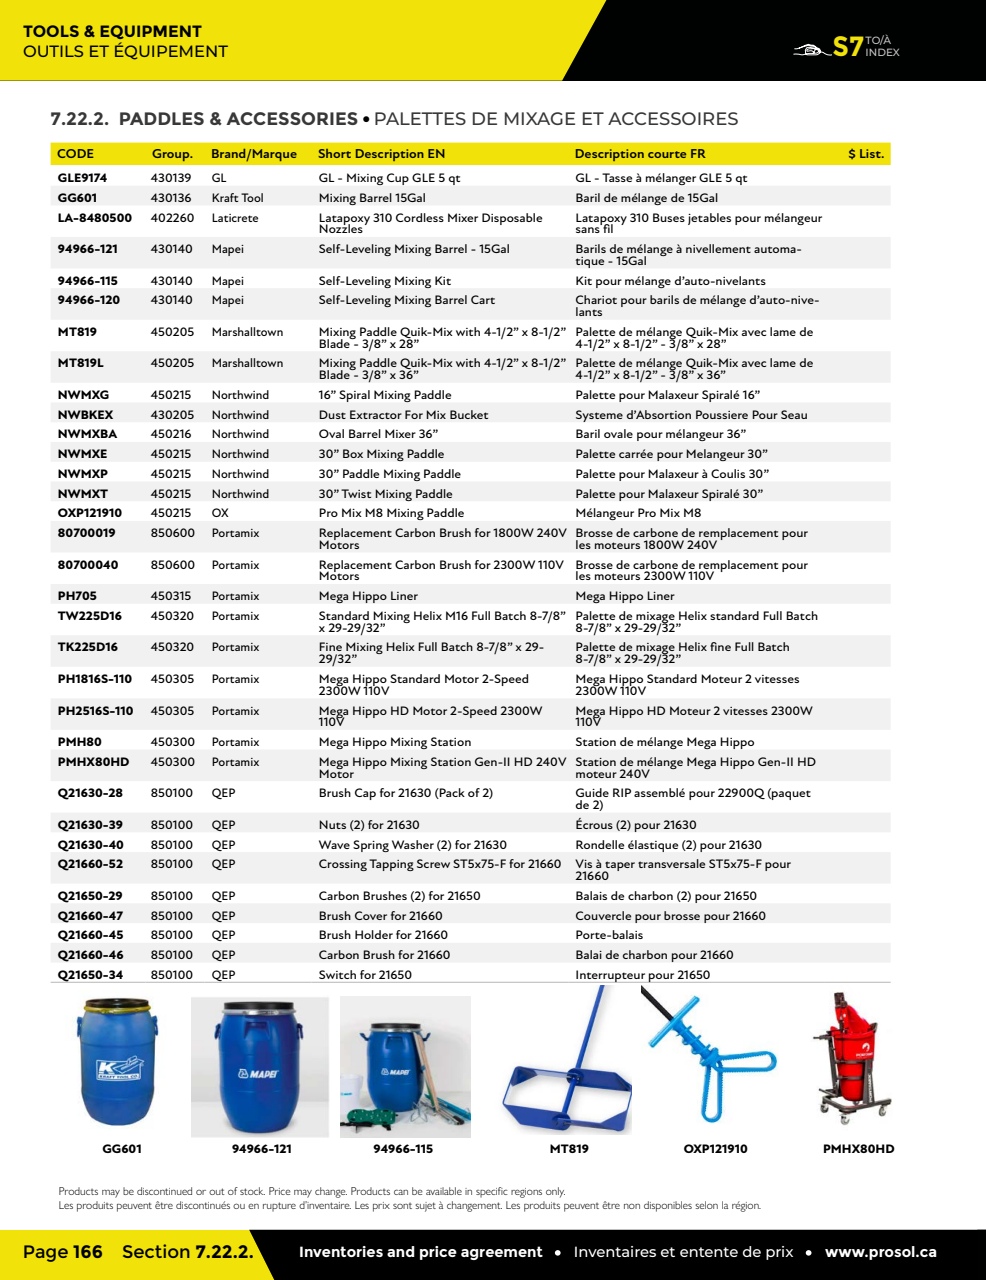 TOOLS & EQUIPMENT
OUTILS ET ÉQUIPEMENT
S7 TO/À INDEX
7.22.2. PADDLES & ACCESSORIES • PALETTES DE MIXAGE ET ACCESSOIRES
CODE Group. Brand/Marque Short Description EN Description courte FR $ List.
GLE9174 430139 GL GL - Mixing Cup GLE 5 qt GL - Tasse à mélanger GLE 5 qt
GG601 430136 Kraft Tool Mixing Barrel 15Gal Baril de mélange de 15Gal
LA-8480500 402260 Laticrete Latapoxy 310 Cordless Mixer Disposable Latapoxy 310 Buses jetables pour mélangeur
Nozzles sans fil
94966-121 430140 Mapei Self-Leveling Mixing Barrel - 15Gal Barils de mélange à nivellement automa-
tique - 15Gal
94966-115 430140 Mapei Self-Leveling Mixing Kit Kit pour mélange d’auto-nivelants
94966-120 430140 Mapei Self-Leveling Mixing Barrel Cart Chariot pour barils de mélange d’auto-nive-
lants
MT819 450205 Marshalltown Mixing Paddle Quik-Mix with 4-1/2” x 8-1/2” Palette de mélange Quik-Mix avec lame de
Blade - 3/8” x 28” 4-1/2” x 8-1/2” - 3/8” x 28”
MT819L 450205 Marshalltown Mixing Paddle Quik-Mix with 4-1/2” x 8-1/2” Palette de mélange Quik-Mix avec lame de
Blade - 3/8” x 36” 4-1/2” x 8-1/2” - 3/8” x 36”
NWMXG 450215 Northwind 16” Spiral Mixing Paddle Palette pour Malaxeur Spiralé 16”
NWBKEX 430205 Northwind Dust Extractor For Mix Bucket Systeme d’Absortion Poussiere Pour Seau
NWMXBA 450216 Northwind Oval Barrel Mixer 36” Baril ovale pour mélangeur 36”
NWMXE 450215 Northwind 30” Box Mixing Paddle Palette carrée pour Melangeur 30”
NWMXP 450215 Northwind 30” Paddle Mixing Paddle Palette pour Malaxeur à Coulis 30”
NWMXT 450215 Northwind 30” Twist Mixing Paddle Palette pour Malaxeur Spiralé 30”
OXP121910 450215 OX Pro Mix M8 Mixing Paddle Mélangeur Pro Mix M8
80700019 850600 Portamix Replacement Carbon Brush for 1800W 240V Brosse de carbone de remplacement pour
Motors les moteurs 1800W 240V
80700040 850600 Portamix Replacement Carbon Brush for 2300W 110V Brosse de carbone de remplacement pour
Motors les moteurs 2300W 110V
PH705 450315 Portamix Mega Hippo Liner Mega Hippo Liner
TW225D16 450320 Portamix Standard Mixing Helix M16 Full Batch 8-7/8” Palette de mixage Helix standard Full Batch
x 29-29/32” 8-7/8” x 29-29/32”
TK225D16 450320 Portamix Fine Mixing Helix Full Batch 8-7/8” x 29- Palette de mixage Helix fine Full Batch
29/32” 8-7/8” x 29-29/32”
PH1816S-110 450305 Portamix Mega Hippo Standard Motor 2-Speed Mega Hippo Standard Moteur 2 vitesses
2300W 110V 2300W 110V
PH2516S-110 450305 Portamix Mega Hippo HD Motor 2-Speed 2300W Mega Hippo HD Moteur 2 vitesses 2300W
110V 110V
PMH80 450300 Portamix Mega Hippo Mixing Station Station de mélange Mega Hippo
PMHX80HD 450300 Portamix Mega Hippo Mixing Station Gen-II HD 240V Station de mélange Mega Hippo Gen-II HD
Motor moteur 240V
Q21630-28 850100 QEP Brush Cap for 21630 (Pack of 2) Guide RIP assemblé pour 22900Q (paquet
de 2)
Q21630-39 850100 QEP Nuts (2) for 21630 Écrous (2) pour 21630
Q21630-40 850100 QEP Wave Spring Washer (2) for 21630 Rondelle élastique (2) pour 21630
Q21660-52 850100 QEP Crossing Tapping Screw ST5x75-F for 21660 Vis à taper transversale ST5x75-F pour
21660
Q21650-29 850100 QEP Carbon Brushes (2) for 21650 Balais de charbon (2) pour 21650
Q21660-47 850100 QEP Brush Cover for 21660 Couvercle pour brosse pour 21660
Q21660-45 850100 QEP Brush Holder for 21660 Porte-balais
Q21660-46 850100 QEP Carbon Brush for 21660 Balai de charbon pour 21660
Q21650-34 850100 QEP Switch for 21650 Interrupteur pour 21650
MAPEI MAPEI
GG601 94966-121 94966-115 MT819 OXP121910 PMHX80HD
Products may be discontinued or out of stock. Price may change. Products can be available in specific regions only.
Les produits peuvent être discontinués ou en rupture d’inventaire. Les prix sont sujet à changement. Les produits peuvent être non disponibles selon la région.
Page 166 Section 7.22.2. Inventories and price agreement • Inventaires et entente de prix • www.prosol.ca